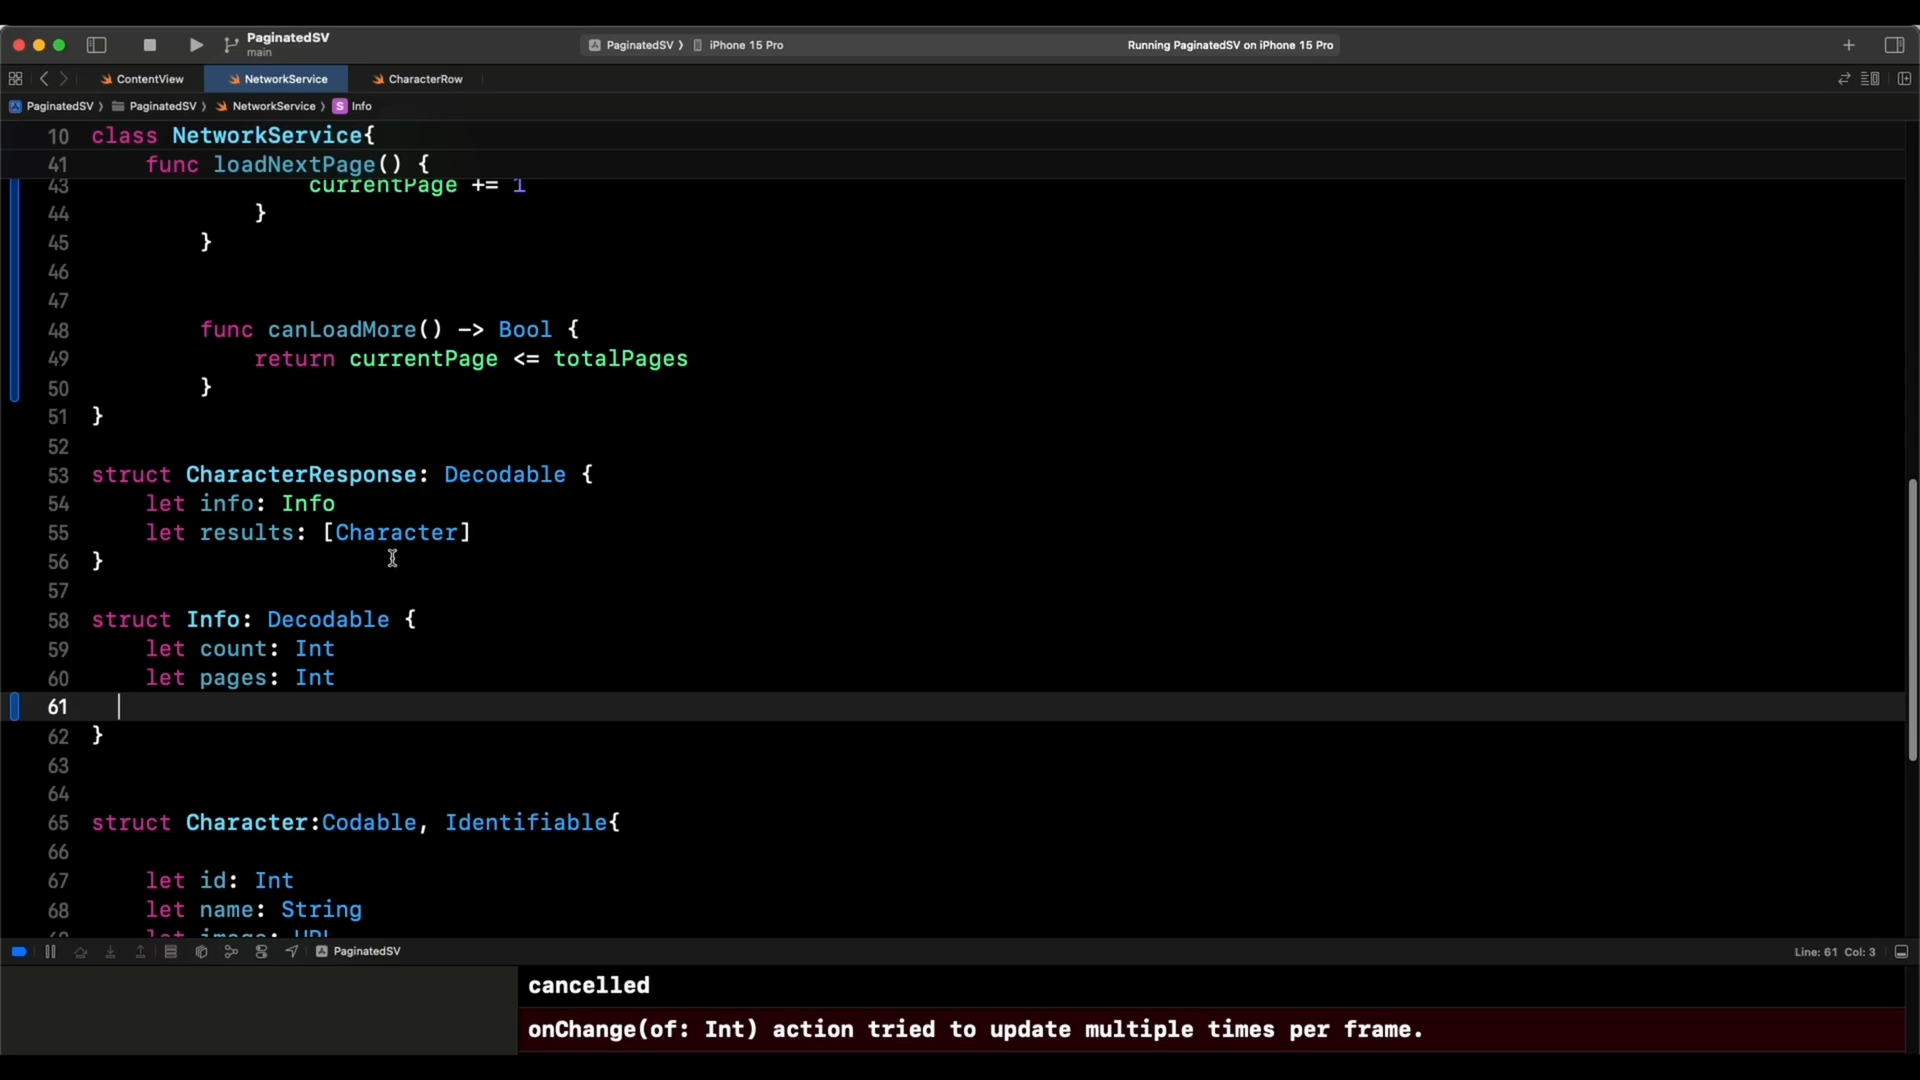 PaginatedSV
main
PaginatedSV ⟩ iPhone 15 Pro
Running PaginatedSV on iPhone 15 Pro
ContentView NetworkService CharacterRow
PaginatedSV ⟩ PaginatedSV ⟩ NetworkService ⟩ S Info
10 class NetworkService{
41 func loadNextPage() {
43 currentPage += 1
44 }
45 }
46
47
48 func canLoadMore() -> Bool {
49 return currentPage <= totalPages
50 }
51 }
52
53 struct CharacterResponse: Decodable {
54 let info: Info
55 let results: [Character]
56 }
57
58 struct Info: Decodable {
59 let count: Int
60 let pages: Int
61
62 }
63
64
65 struct Character:Codable, Identifiable{
66
67 let id: Int
68 let name: String
69 let image: URL
PaginatedSV Line: 61 Col: 3
cancelled
onChange(of: Int) action tried to update multiple times per frame.